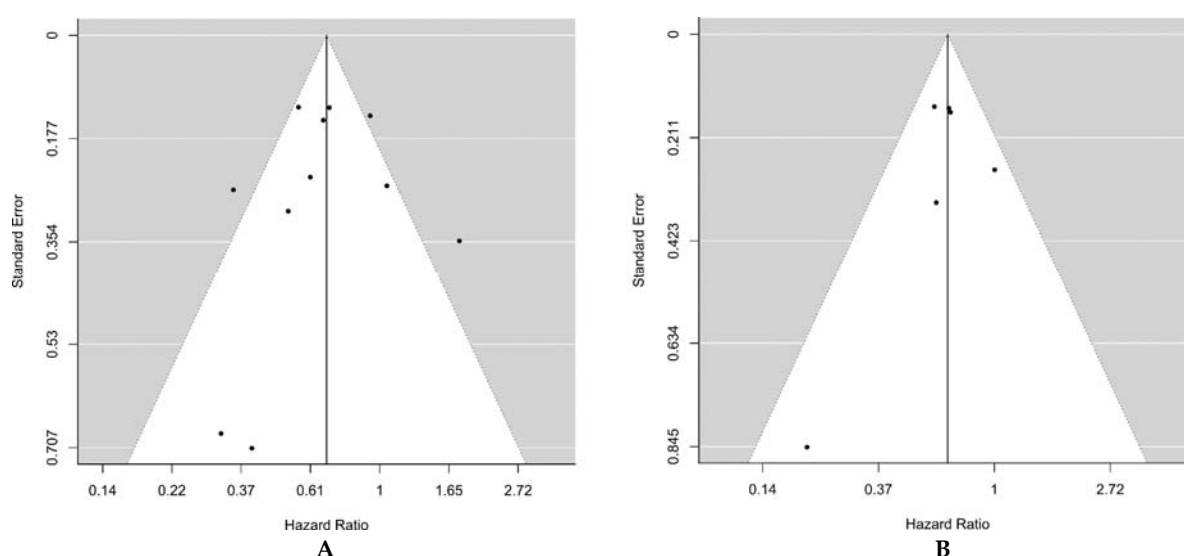 0
0.177
0.354
0.53
0.707
Standard Error
0.14 0.22 0.37 0.61 1 1.65 2.72
Hazard Ratio
A
0
0.211
0.423
0.634
0.845
Standard Error
0.14 0.37 1 2.72
Hazard Ratio
B